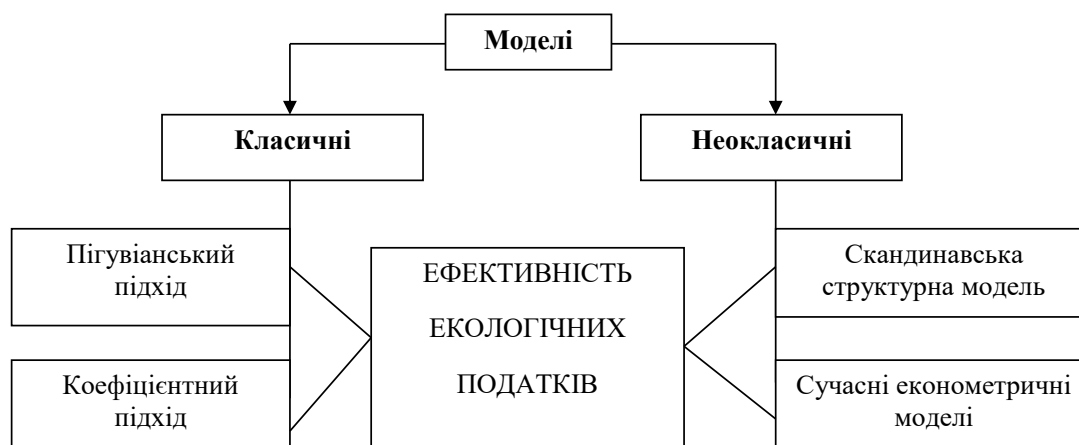 Моделі
Класичні
Неокласичні
Пігувіанський
підхід
Коефіцієнтний
підхід
ЕФЕКТИВНІСТЬ
ЕКОЛОГІЧНИХ
ПОДАТКІВ
Скандинавська
структурна модель
Сучасні економетричні
моделі